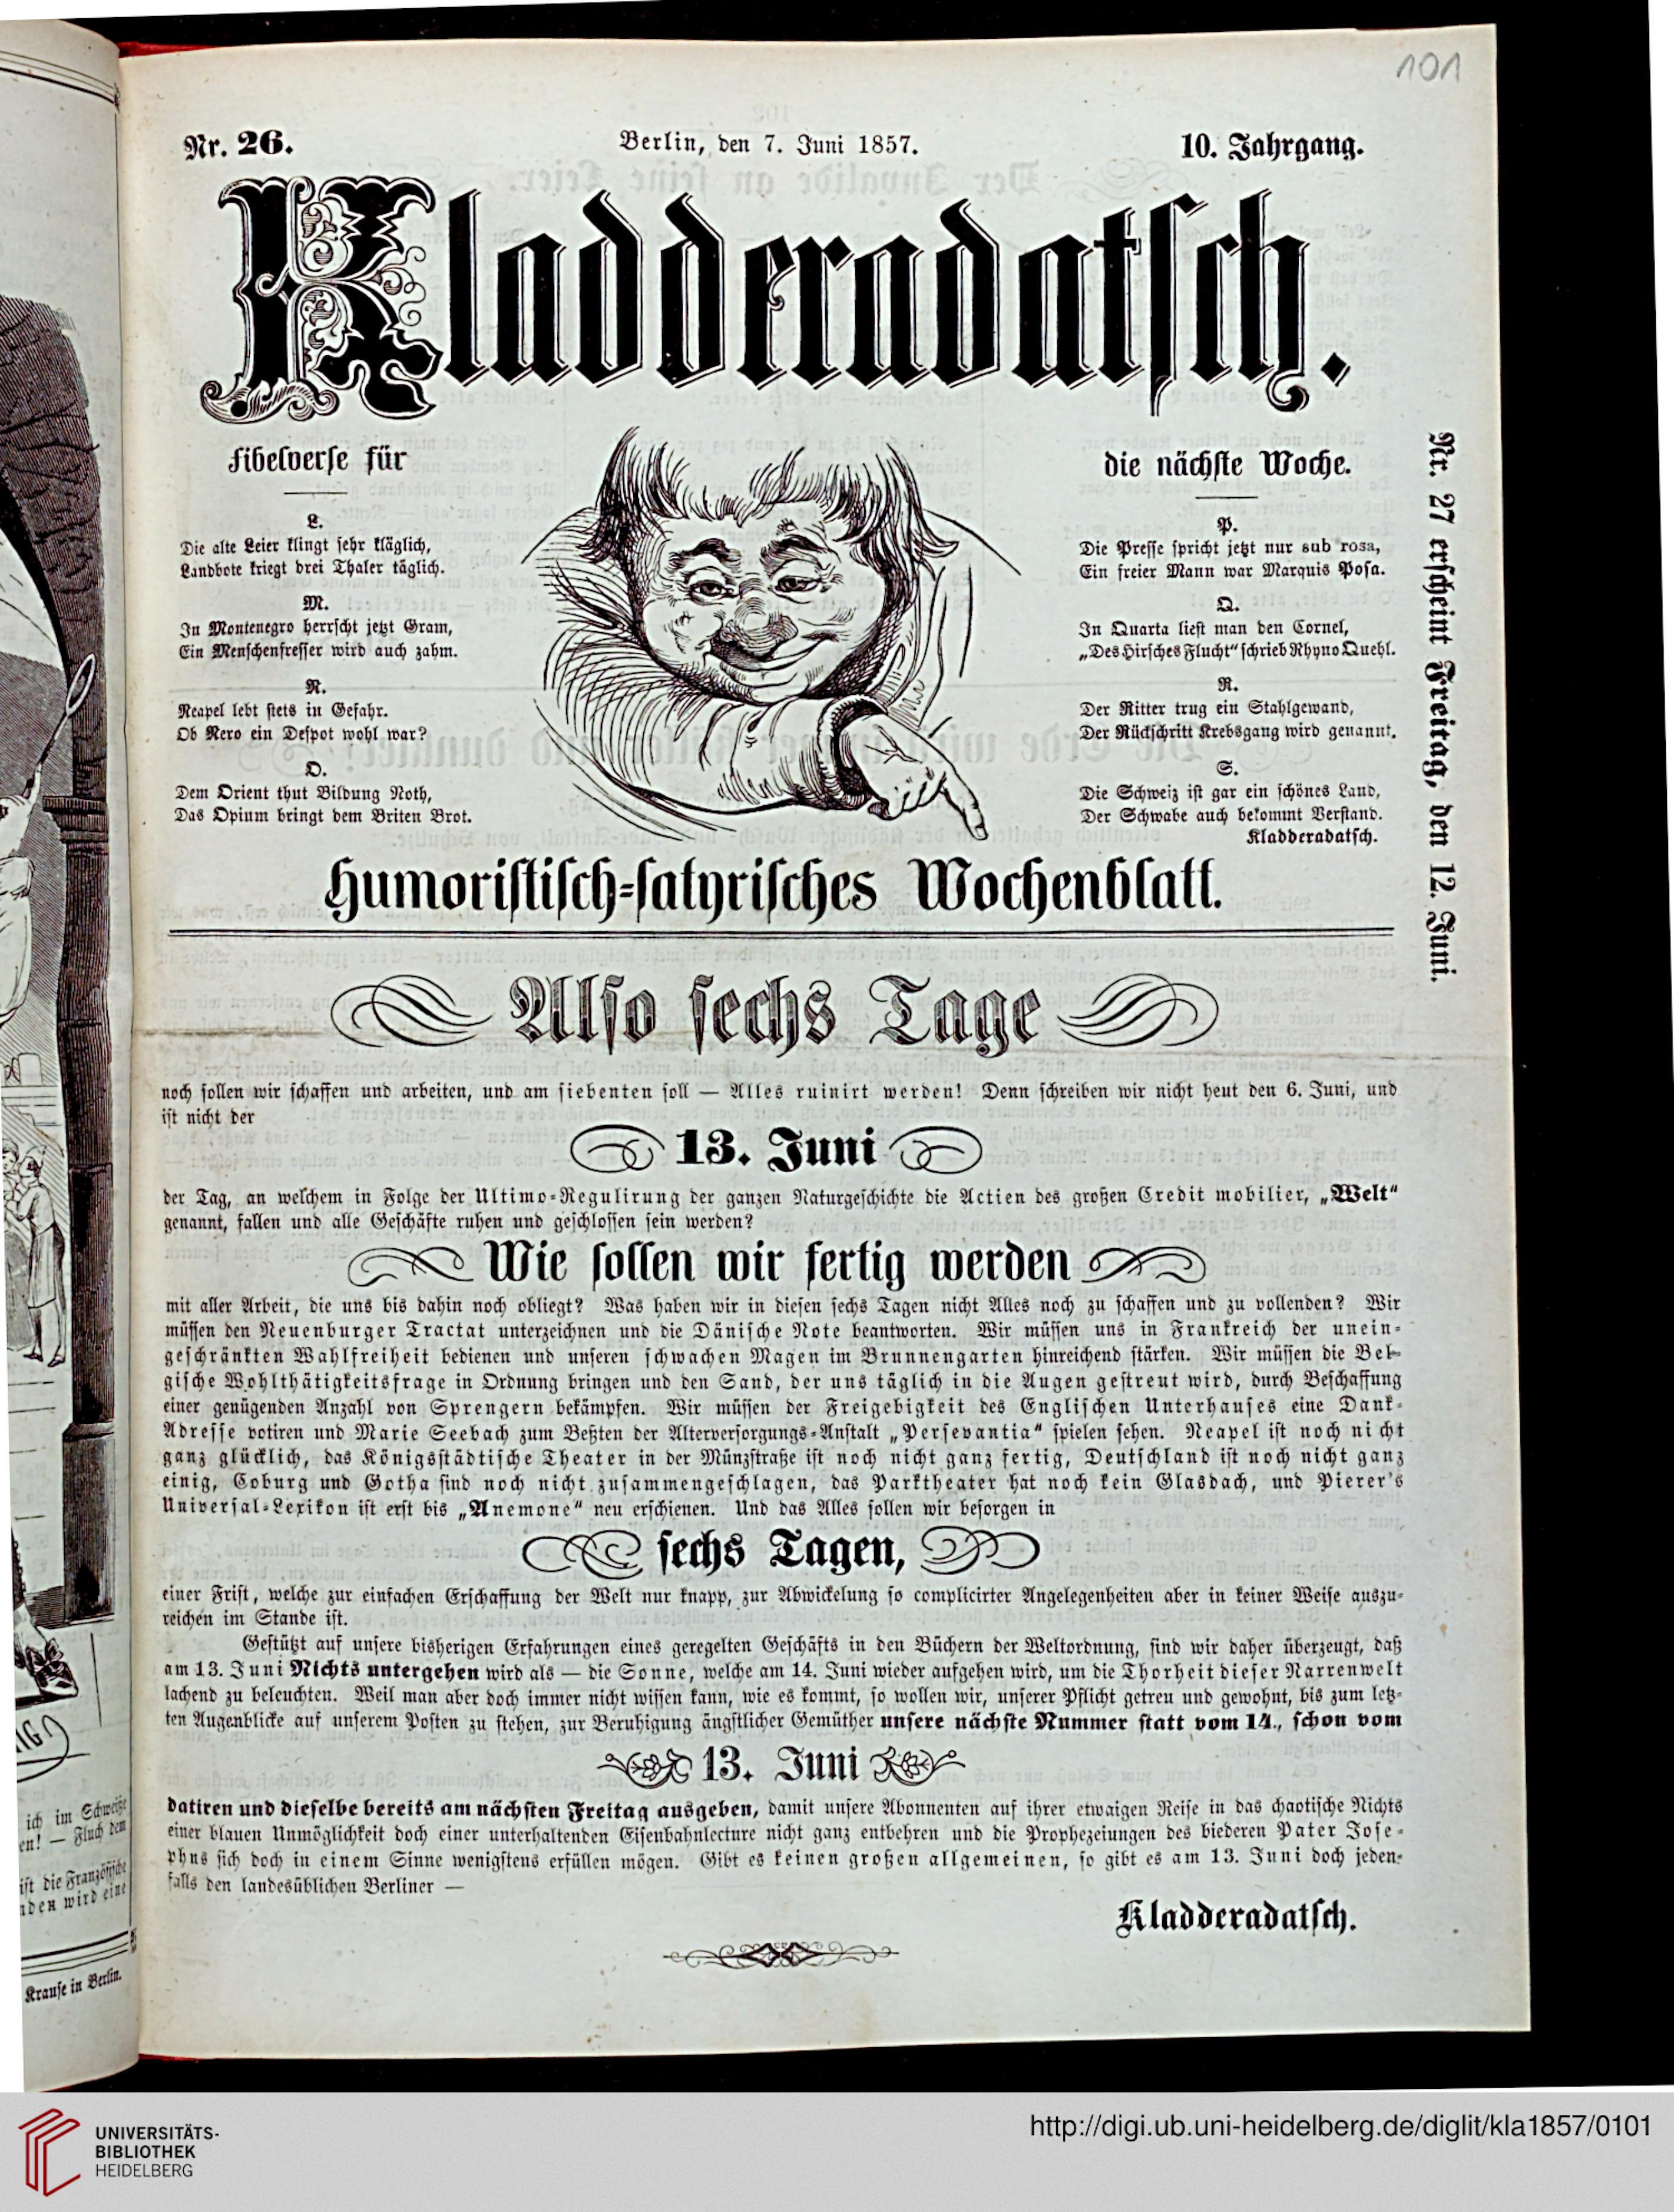 101
Nr. 26.
Berlin, den 7. Juni 1857.
10. Jahrgang.
Kladderadatsch.
Fibelverse für
L.
Die alte Leier klingt sehr kläglich,
Landbote kriegt drei Thaler täglich.
M.
In Montenegro herrscht jetzt Gram,
Ein Menschenfresser wird auch zahm.
N.
Neapel lebt stets in Gefahr.
Ob Nero ein Despot wohl war?
O.
Dem Orient thut Bildung Noth,
Das Opium bringt dem Briten Brot.
die nächste Woche.
P.
Die Presse spricht jetzt nur sub rosa,
Ein freier Mann war Marquis Posa.
Q.
In Quarta liest man den Cornel,
„Des Hirsches Flucht“ schrieb Rhyno Quehl.
R.
Der Ritter trug ein Stahlgewand,
Der Rückschritt Krebsgang wird genannt.
S.
Die Schweiz ist gar ein schönes Land,
Der Schwabe auch bekommt Verstand.
Kladderadatsch.
Nr. 27 erscheint Freitag, den 12. Juni.
Humoristisch-satyrisches Wochenblatt.
Also sechs Tage
noch sollen wir schaffen und arbeiten, und am siebenten soll — Alles ruinirt werden! Denn schreiben wir nicht heut den 6. Juni, und
ist nicht der
13. Juni
der Tag, an welchem in Folge der Ultimo-Regulirung der ganzen Naturgeschichte die Actien des großen Credit mobilier, „Welt“
genannt, fallen und alle Geschäfte ruhen und geschlossen sein werden?
Wie sollen wir fertig werden
mit aller Arbeit, die uns bis dahin noch obliegt? Was haben wir in diesen sechs Tagen nicht Alles noch zu schaffen und zu vollenden? Wir
müssen den Neuenburger Tractat unterzeichnen und die Dänische Note beantworten. Wir müssen uns in Frankreich der unein-
geschränkten Wahlfreiheit bedienen und unseren schwachen Magen im Brunnengarten hinreichend stärken. Wir müssen die Bel-
gische Wohlthätigkeitsfrage in Ordnung bringen und den Sand, der uns täglich in die Augen gestreut wird, durch Beschaffung
einer genügenden Anzahl von Sprengern bekämpfen. Wir müssen der Freigebigkeit des Englischen Unterhauses eine Dank-
Adresse votiren und Marie Seebach zum Beßten der Alterversorgungs-Anstalt „Persevantia“ spielen sehen. Neapel ist noch nicht
ganz glücklich, das Königsstädtische Theater in der Münzstraße ist noch nicht ganz fertig, Deutschland ist noch nicht ganz
einig, Coburg und Gotha sind noch nicht zusammengeschlagen, das Parktheater hat noch kein Glasdach, und Pierer's
Universal-Lexikon ist erst bis „Anemone“ neu erschienen. Und das Alles sollen wir besorgen in
sechs Tagen,
einer Frist, welche zur einfachen Erschaffung der Welt nur knapp, zur Abwickelung so complicirter Angelegenheiten aber in keiner Weise auszu-
reichen im Stande ist.
Gestützt auf unsere bisherigen Erfahrungen eines geregelten Geschäfts in den Büchern der Weltordnung, sind wir daher überzeugt, daß
am 13. Juni Nichts untergehen wird als — die Sonne, welche am 14. Juni wieder aufgehen wird, um die Thorheit dieser Narrenwelt
lachend zu beleuchten. Weil man aber doch immer nicht wissen kann, wie es kommt, so wollen wir, unserer Pflicht getreu und gewohnt, bis zum letz-
ten Augenblicke auf unserem Posten zu stehen, zur Beruhigung ängstlicher Gemüther unsere nächste Nummer statt vom 14., schon vom
13. Juni
datiren und dieselbe bereits am nächsten Freitag ausgeben, damit unsere Abonnenten auf ihrer etwaigen Reise in das chaotische Nichts
einer blauen Unmöglichkeit doch einer unterhaltenden Eisenbahnlecture nicht ganz entbehren und die Prophezeiungen des biederen Pater Jose-
phus sich doch in einem Sinne wenigstens erfüllen mögen. Gibt es keinen großen allgemeinen, so gibt es am 13. Juni doch jeden-
falls den landesüblichen Berliner —
Kladderadatsch.
ich im Schweiße
en! — Fluch dem
ist die Französische
wird eine
Krause in Berlin.
UNIVERSITÄTS-
BIBLIOTHEK
HEIDELBERG
http://digi.ub.uni-heidelberg.de/diglit/kla1857/0101